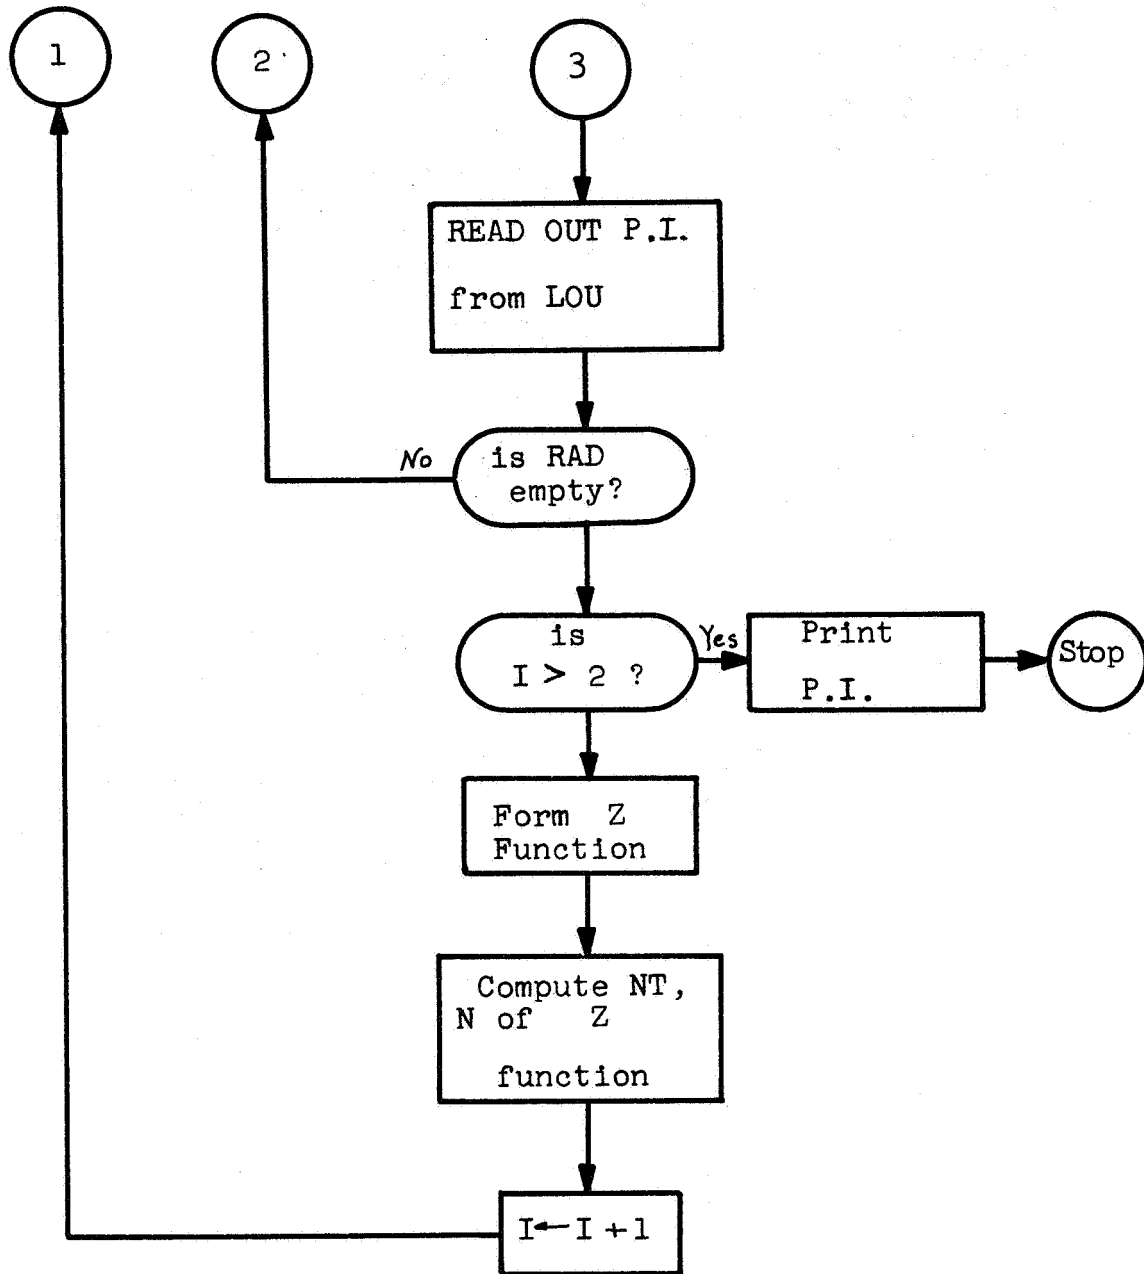 1
2
3
READ OUT P.I.
from LOU
No
is RAD
empty?
is
I > 2 ?
Yes
Print
P.I.
Stop
Form Z
Function
Compute NT,
N of Z
function
I ← I + 1